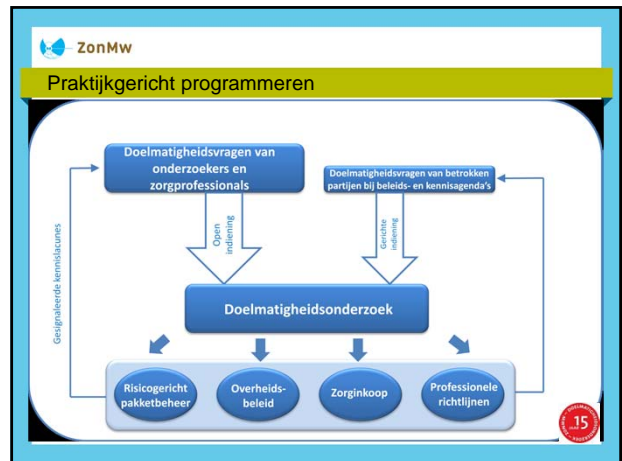 ZonMw
Praktijkgericht programmeren
Doelmatigheidsvragen van
onderzoekers en
zorgprofessionals
Doelmatigheidsvragen van betrokken
partijen bij beleids- en kennisagenda's
Gesignaleerde kennislacunes
Open
indiening
Gerichte
indiening
Doelmatigheidsonderzoek
Risicogericht
pakketbeheer
Overheids-
beleid
Zorginkoop
Professionele
richtlijnen
15